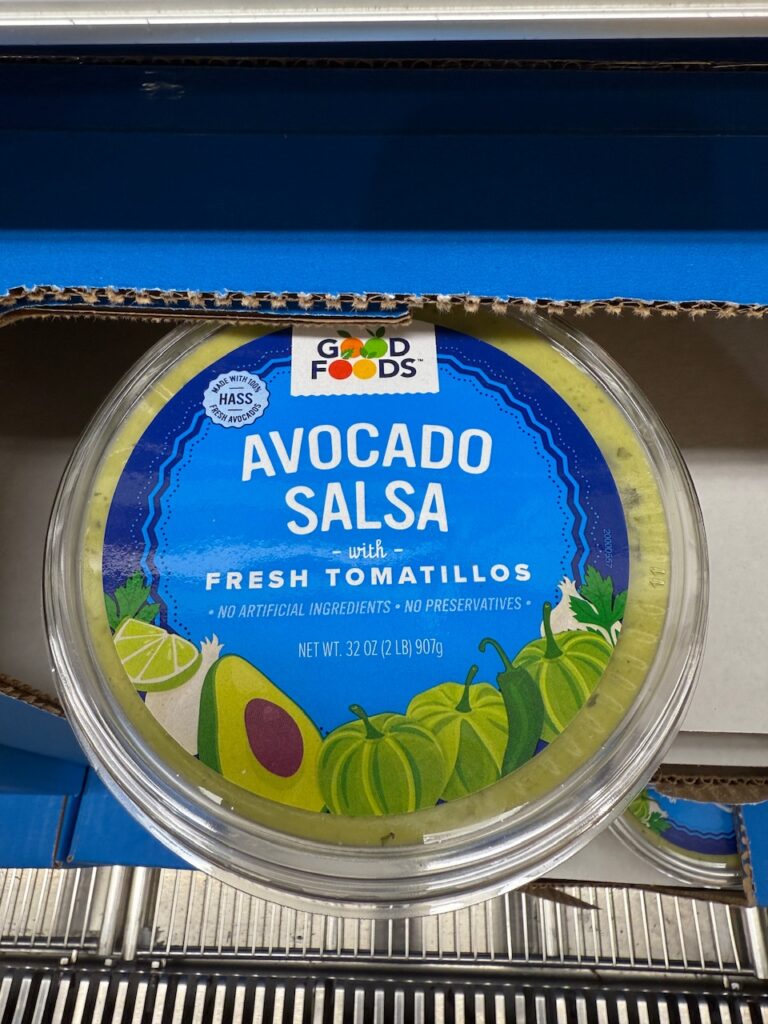 GOOD
FOODS™
MADE WITH 100%
HASS
FRESH AVOCADOS
AVOCADO
SALSA
- with -
FRESH TOMATILLOS
• NO ARTIFICIAL INGREDIENTS • NO PRESERVATIVES •
NET WT. 32 OZ (2 LB) 907g